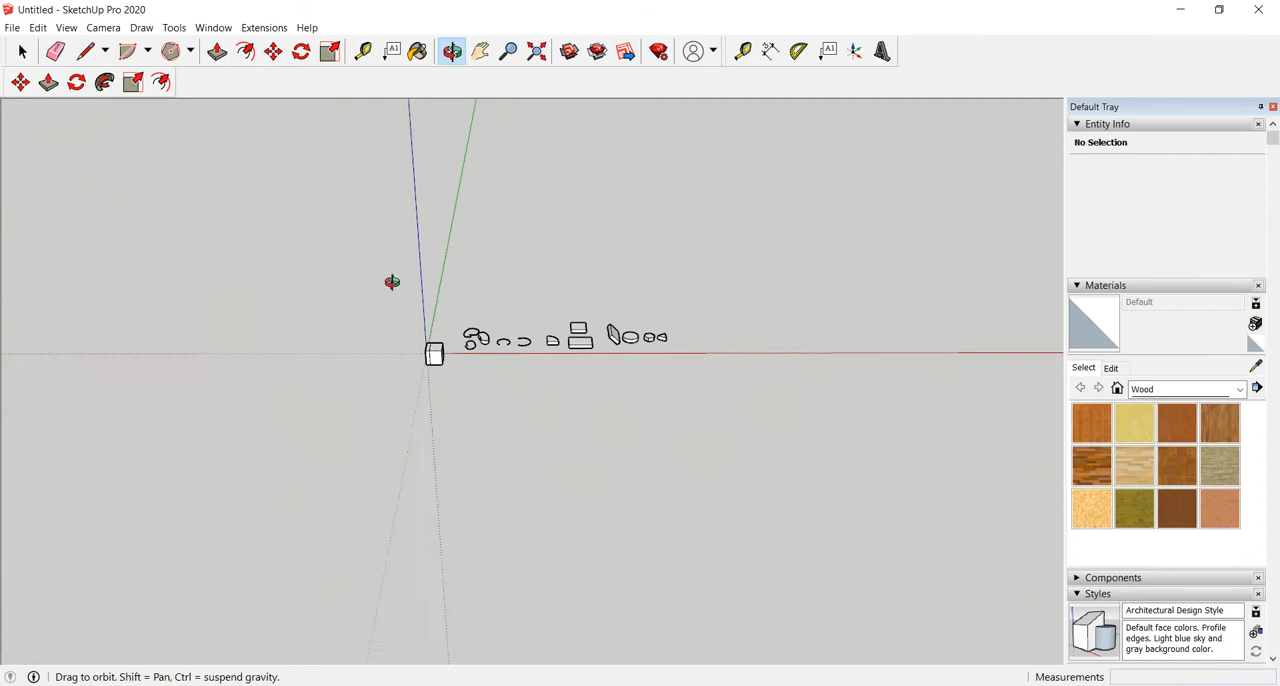 Untitled - SketchUp Pro 2020
File Edit View Camera Draw Tools Window Extensions Help
A1 A1
Default Tray
Entity Info
No Selection
Materials
Default
Select Edit
Wood
Components
Styles
Architectural Design Style
Default face colors. Profile
edges. Light blue sky and
gray background color.
Drag to orbit. Shift = Pan, Ctrl = suspend gravity.
Measurements